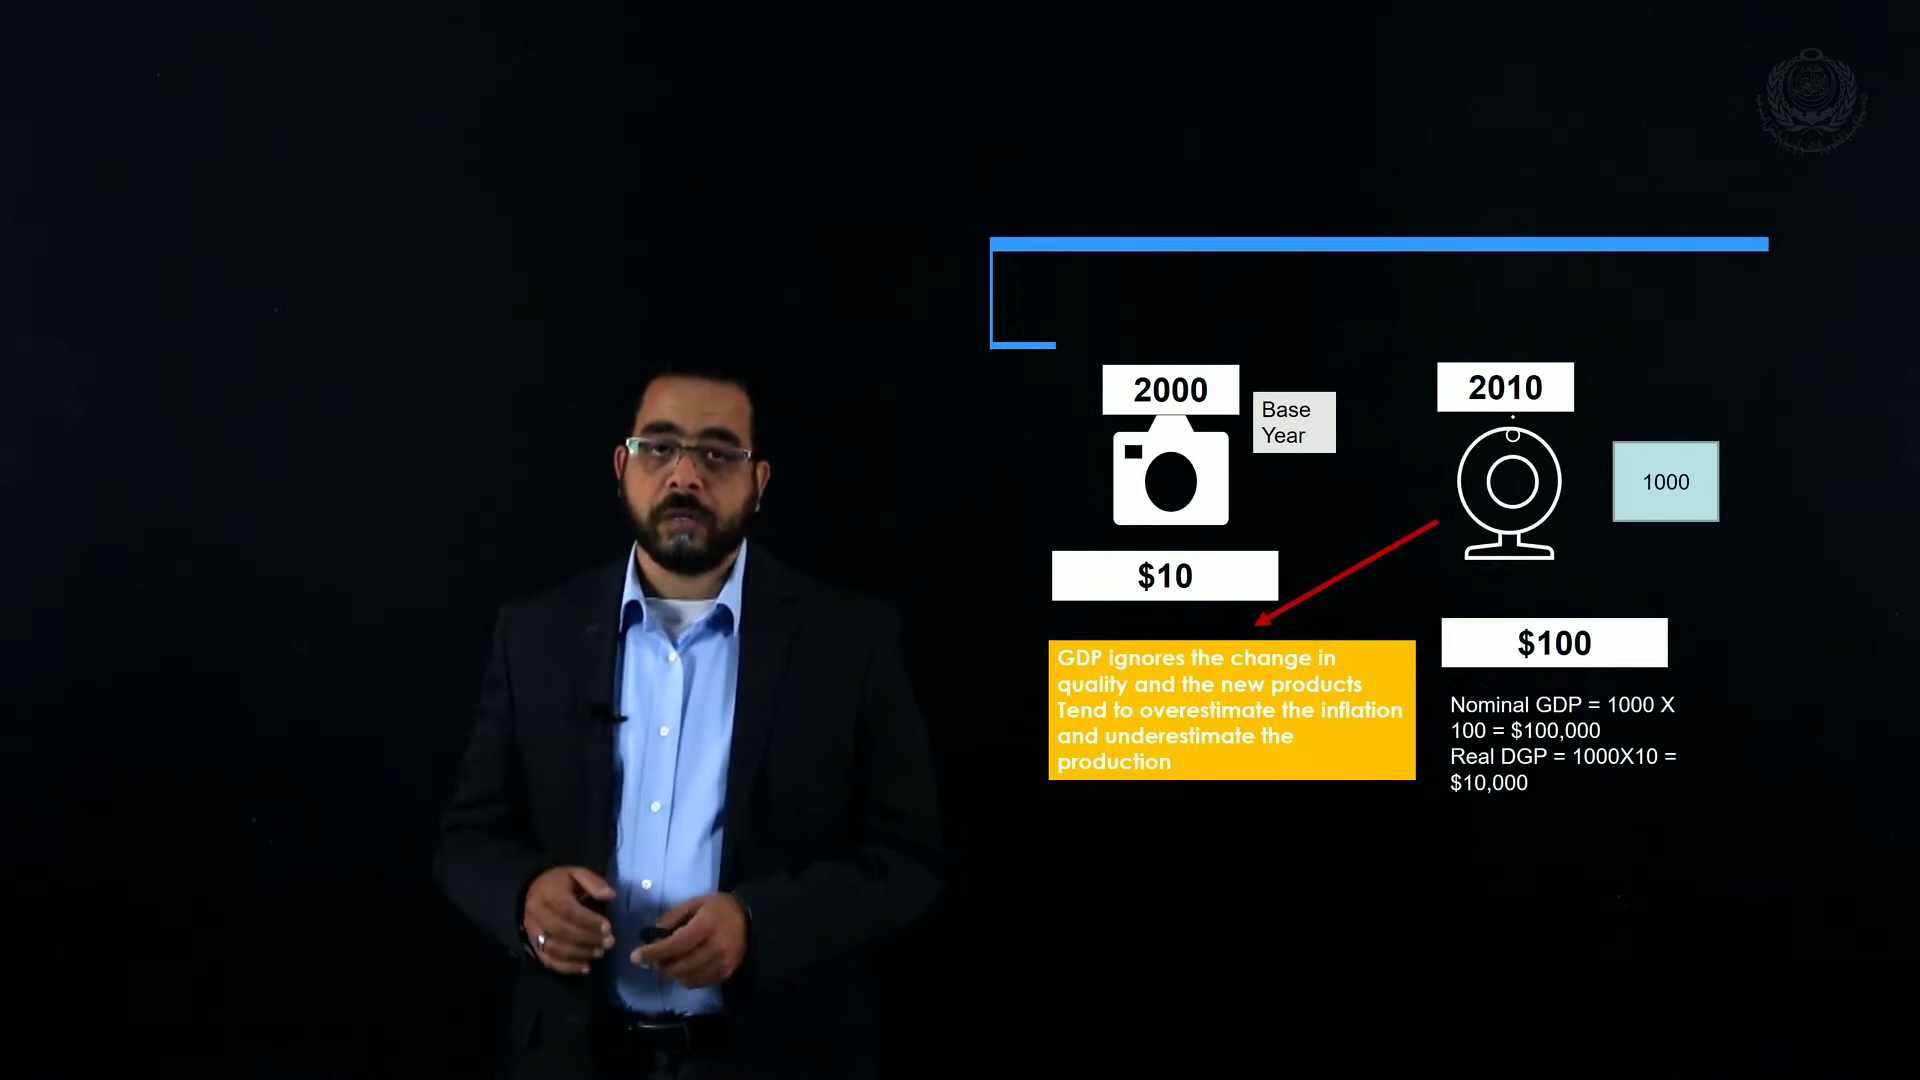 2000
Base
Year
$10
2010
1000
$100
GDP ignores the change in
quality and the new products
Tend to overestimate the inflation
and underestimate the
production
Nominal GDP = 1000 X
100 = $100,000
Real DGP = 1000X10 =
$10,000